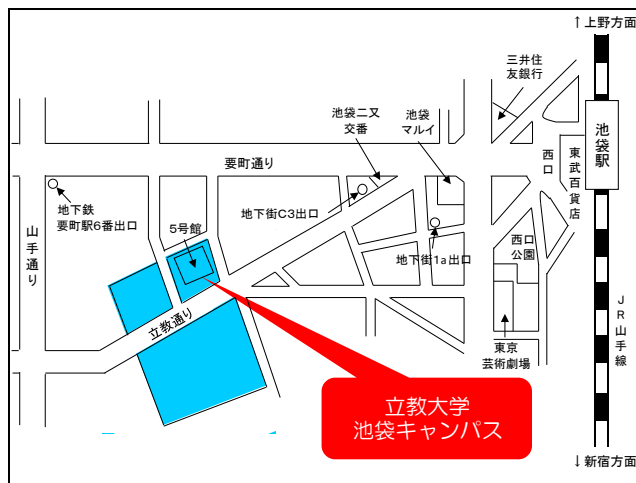 ↑上野方面
三井住
友銀行
池袋二又
交番
池袋
マルイ
池袋駅
西口
東武百貨店
要町通り
地下鉄
要町駅6番出口
地下街C3出口
5号館
山手通り
地下街1a出口
西口
公園
立教通り
東京
芸術劇場
JR山手線
立教大学
池袋キャンパス
↓新宿方面